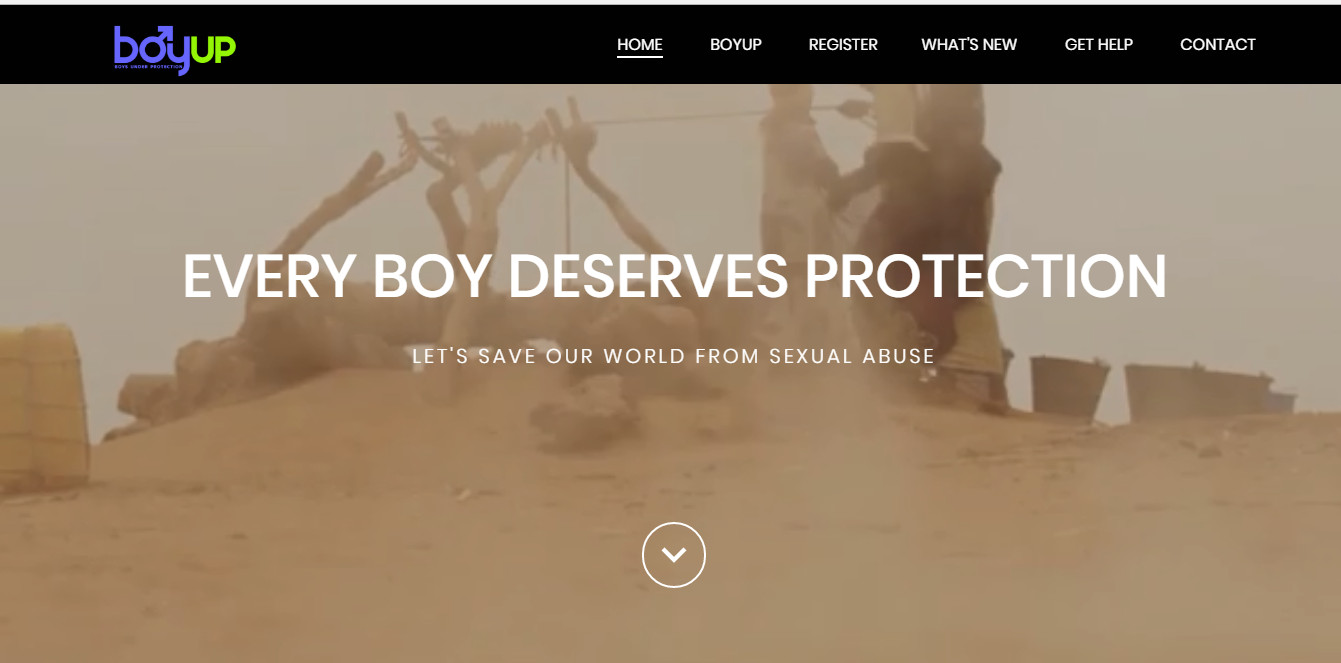 boyup
BOYS UNDER PROTECTION
HOME BOYUP REGISTER WHAT'S NEW GET HELP CONTACT
EVERY BOY DESERVES PROTECTION
LET'S SAVE OUR WORLD FROM SEXUAL ABUSE